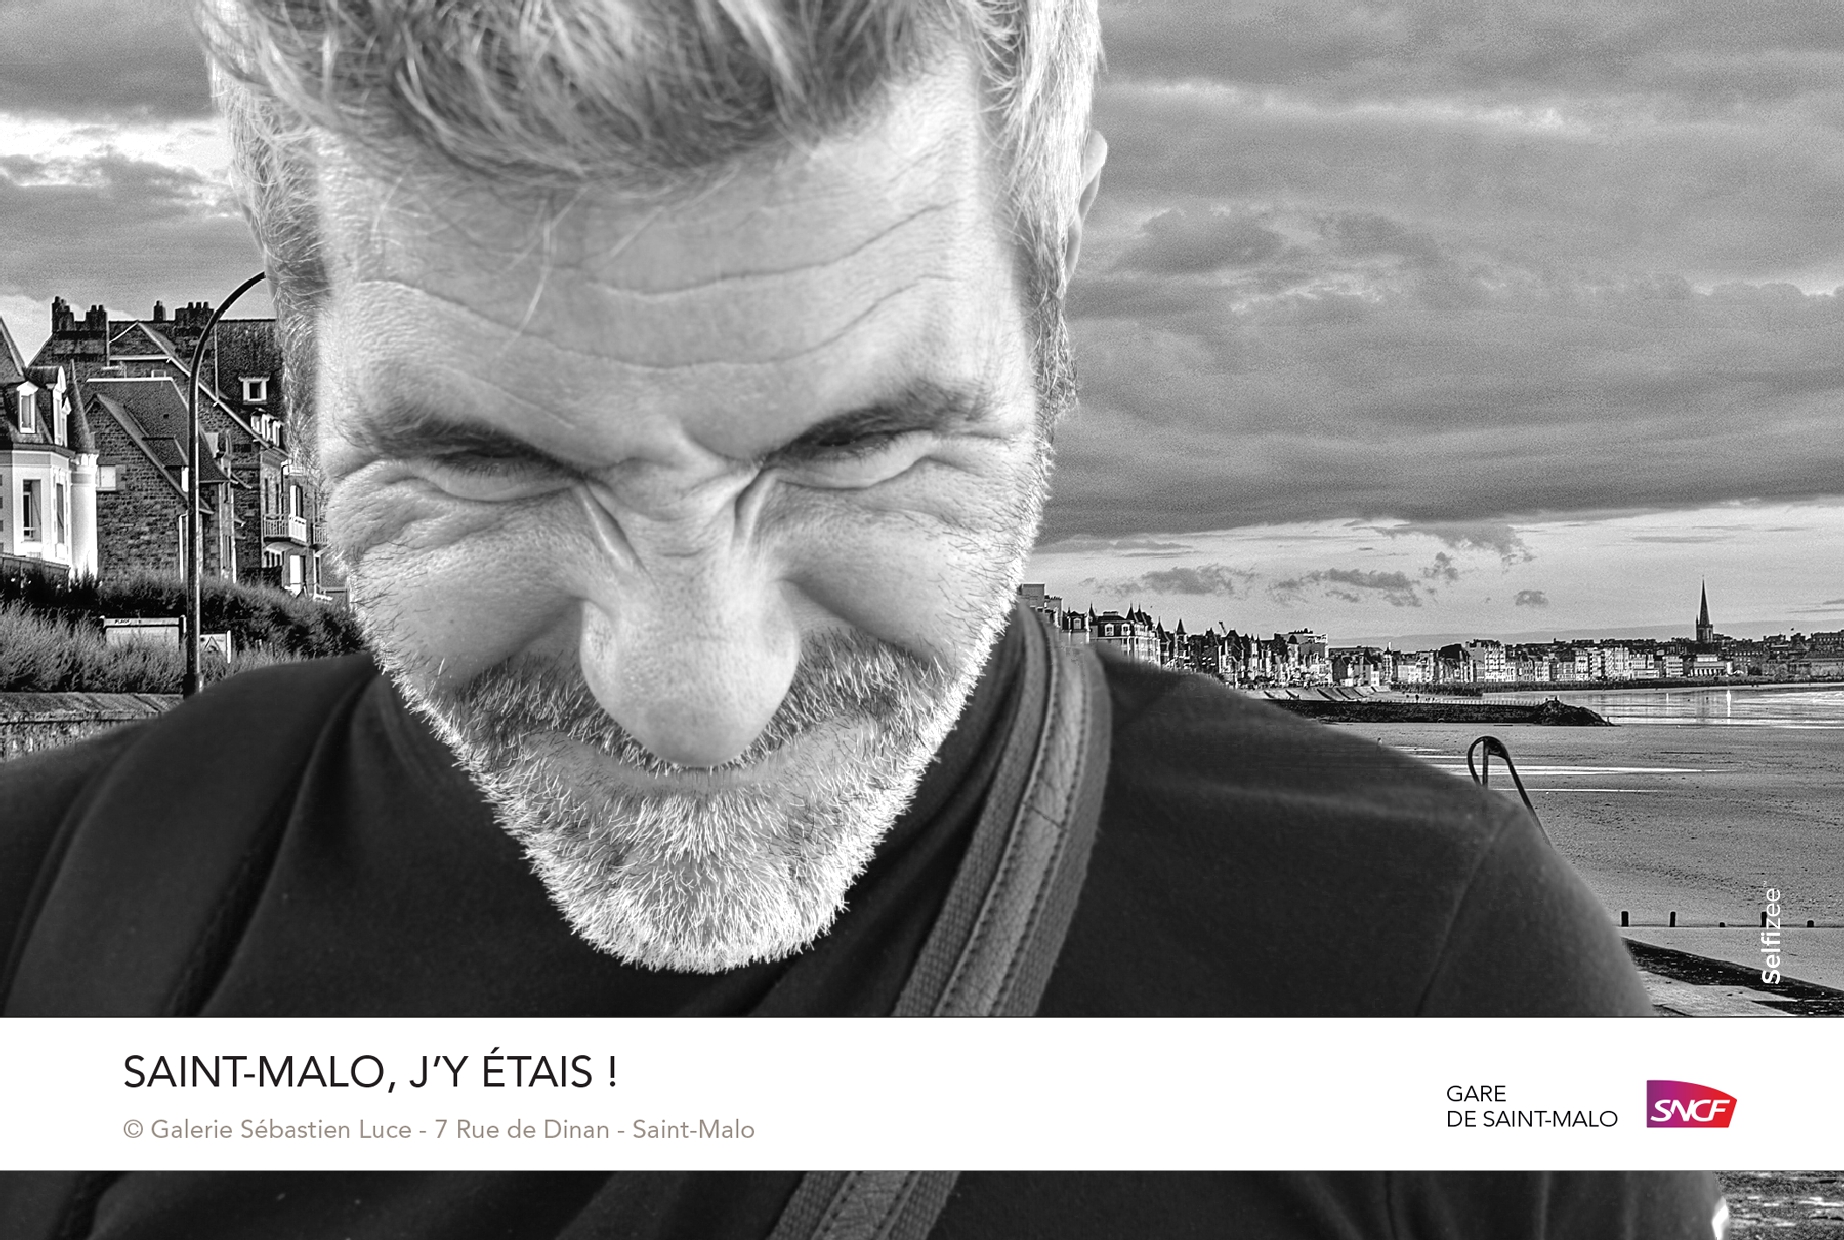 Selfizee
SAINT-MALO, J'Y ÉTAIS !
© Galerie Sébastien Luce - 7 Rue de Dinan - Saint-Malo
GARE
DE SAINT-MALO
SNCF